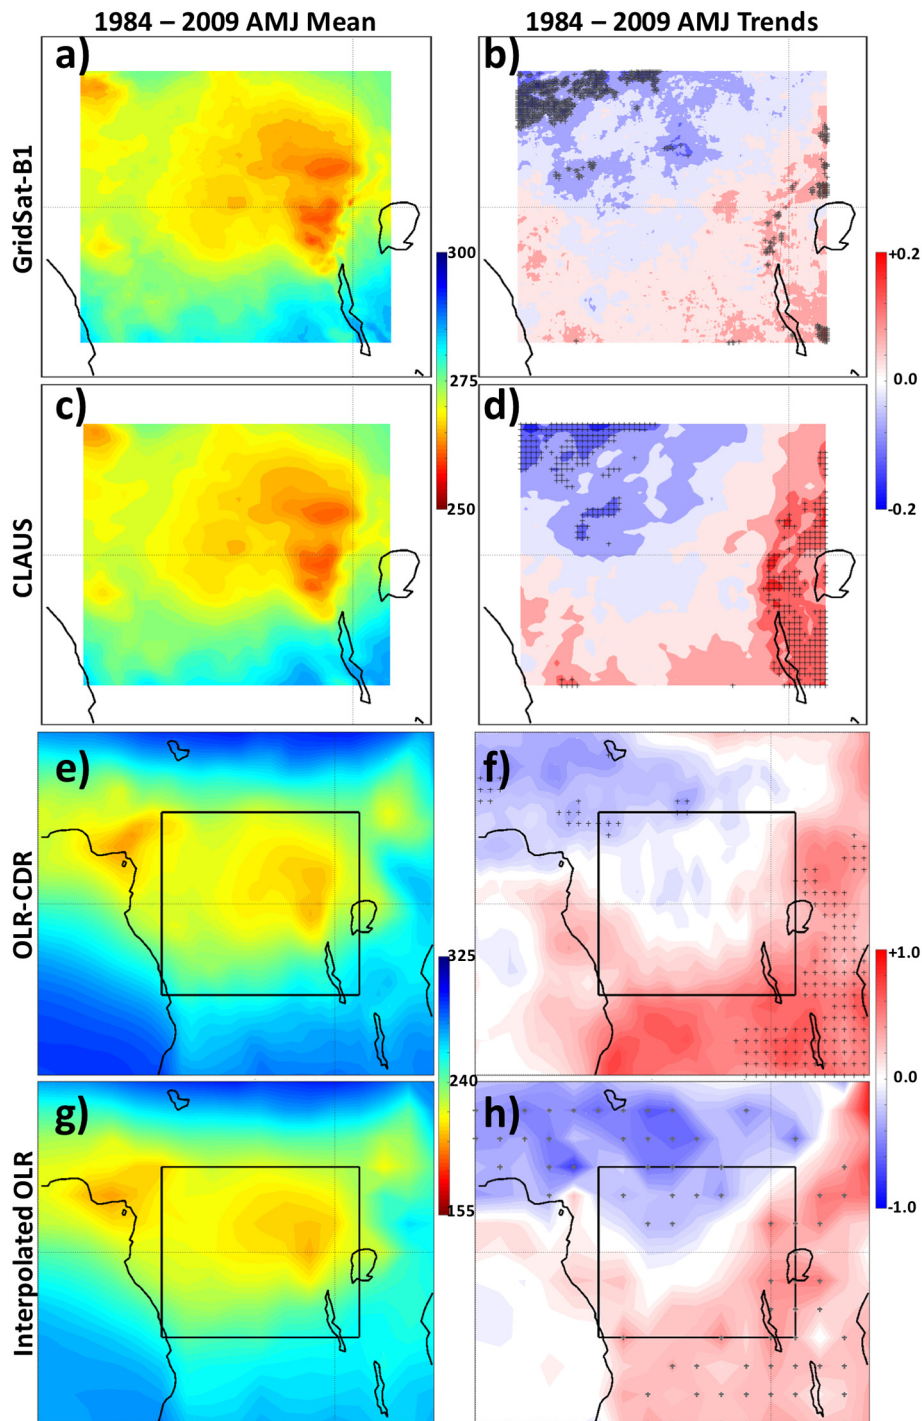 1984 – 2009 AMJ Mean
1984 – 2009 AMJ Trends
a)
b)
GridSat-B1
300
275
250
+0.2
0.0
-0.2
c)
d)
CLAUS
e)
f)
OLR-CDR
325
240
155
+1.0
0.0
-1.0
g)
h)
Interpolated OLR